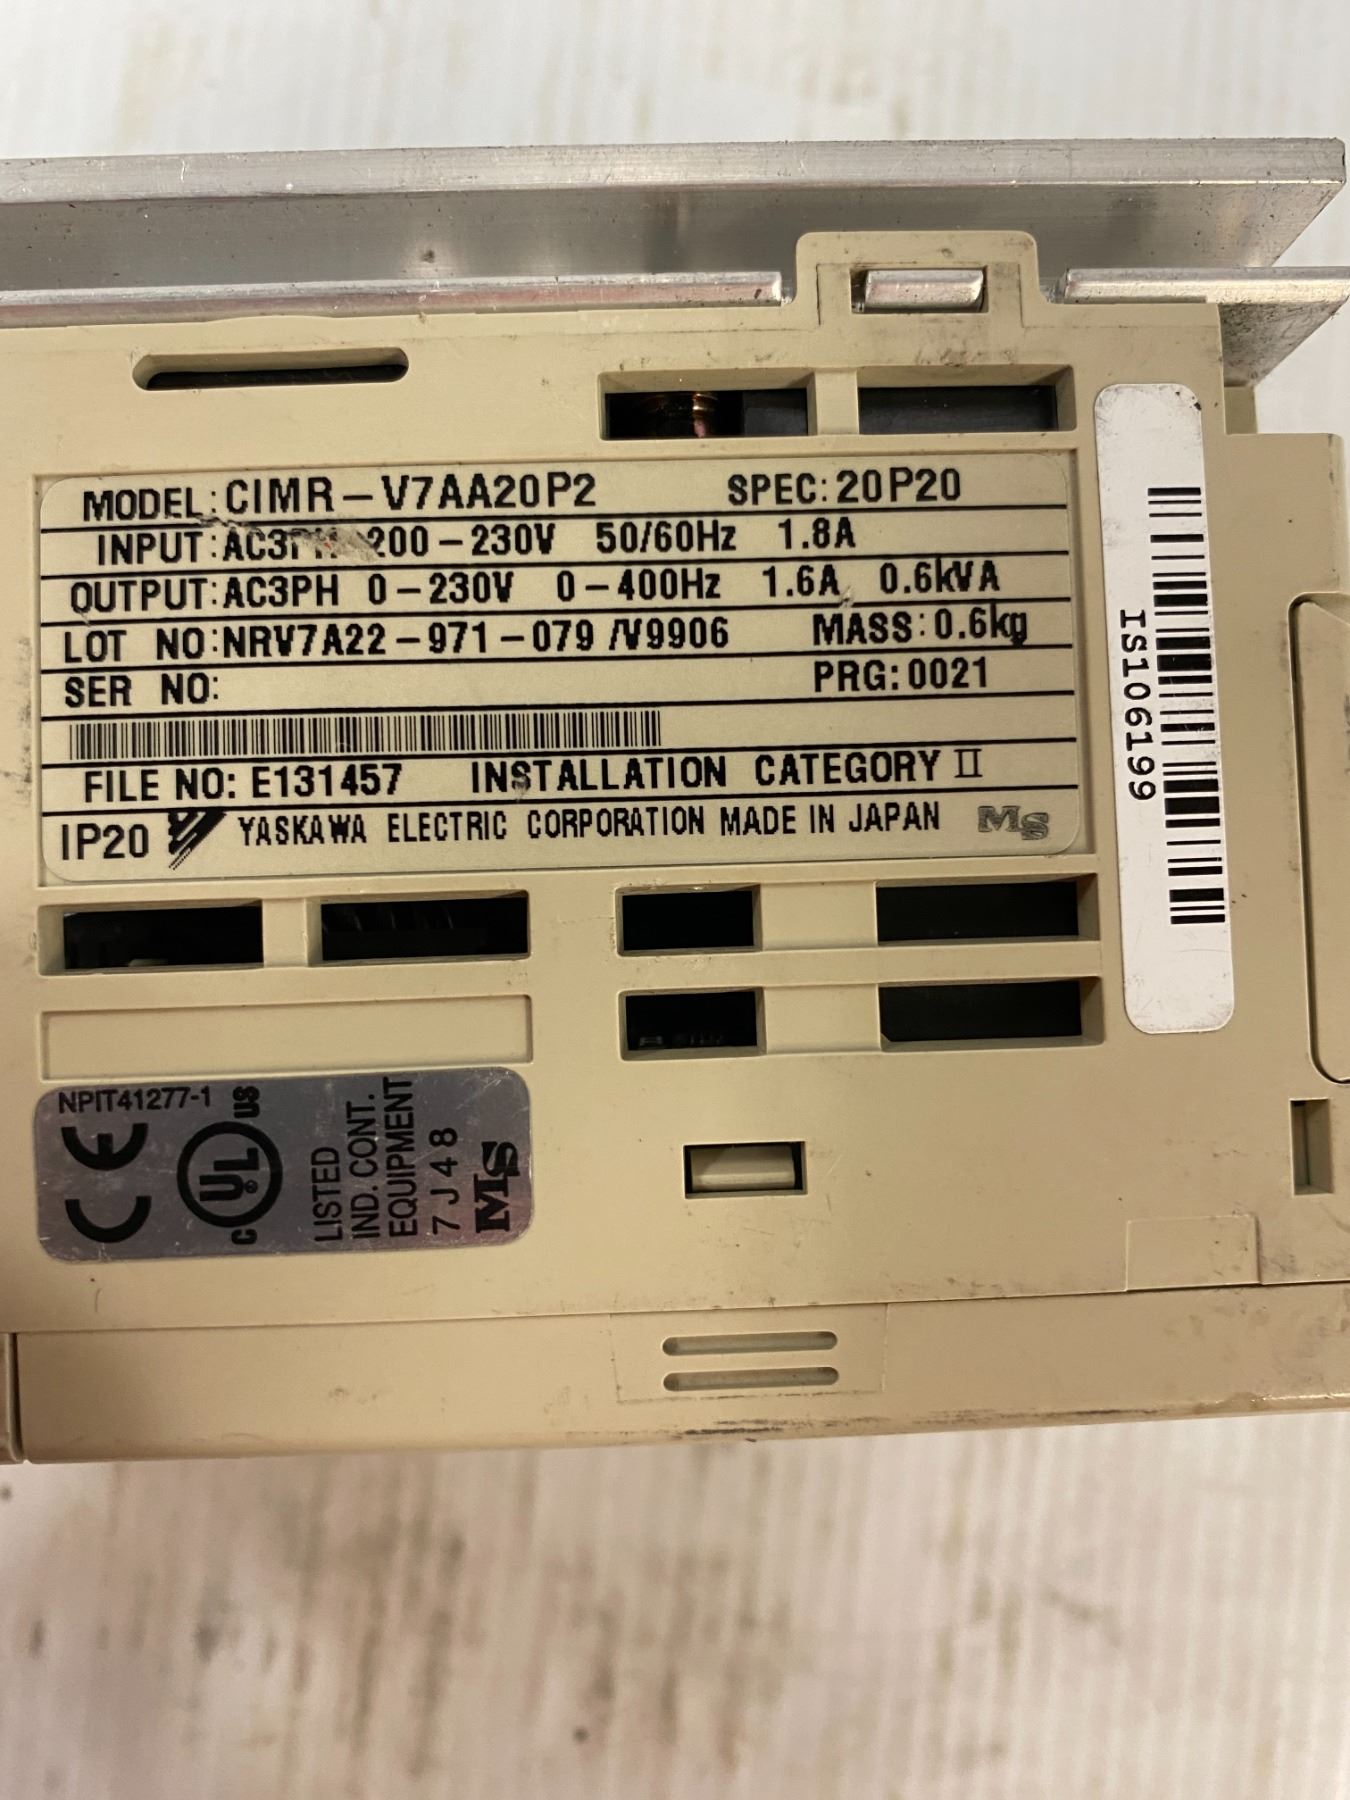 MODEL:CIMR-V7AA20P2 SPEC:20P20
INPUT:AC3PH 200-230V 50/60Hz 1.8A
OUTPUT:AC3PH 0-230V 0-400Hz 1.6A 0.6kVA
LOT NO:NRV7A22-971-079/V9906 MASS:0.6kg
SER NO: PRG:0021
FILE NO: E131457 INSTALLATION CATEGORY II
IP20 YASKAWA ELECTRIC CORPORATION MADE IN JAPAN MS
IS106199
NPIT41277-1
CE
C UL US
LISTED
IND. CONT.
EQUIPMENT
7J48
MS